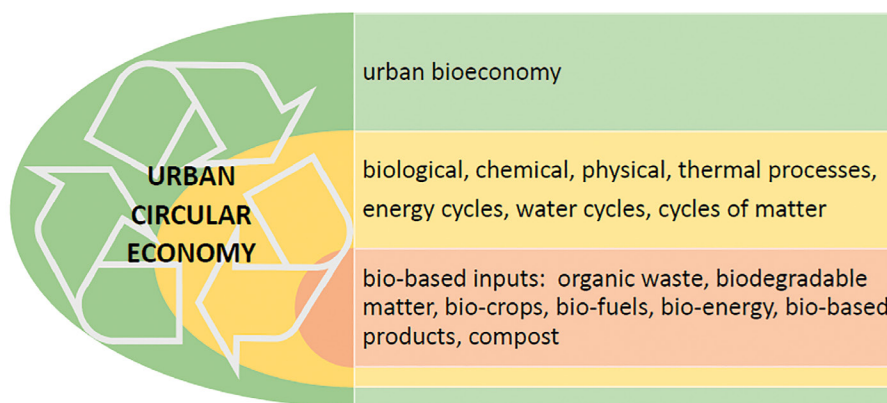 URBAN
CIRCULAR
ECONOMY
urban bioeconomy
biological, chemical, physical, thermal processes,
energy cycles, water cycles, cycles of matter
bio-based inputs: organic waste, biodegradable
matter, bio-crops, bio-fuels, bio-energy, bio-based
products, compost